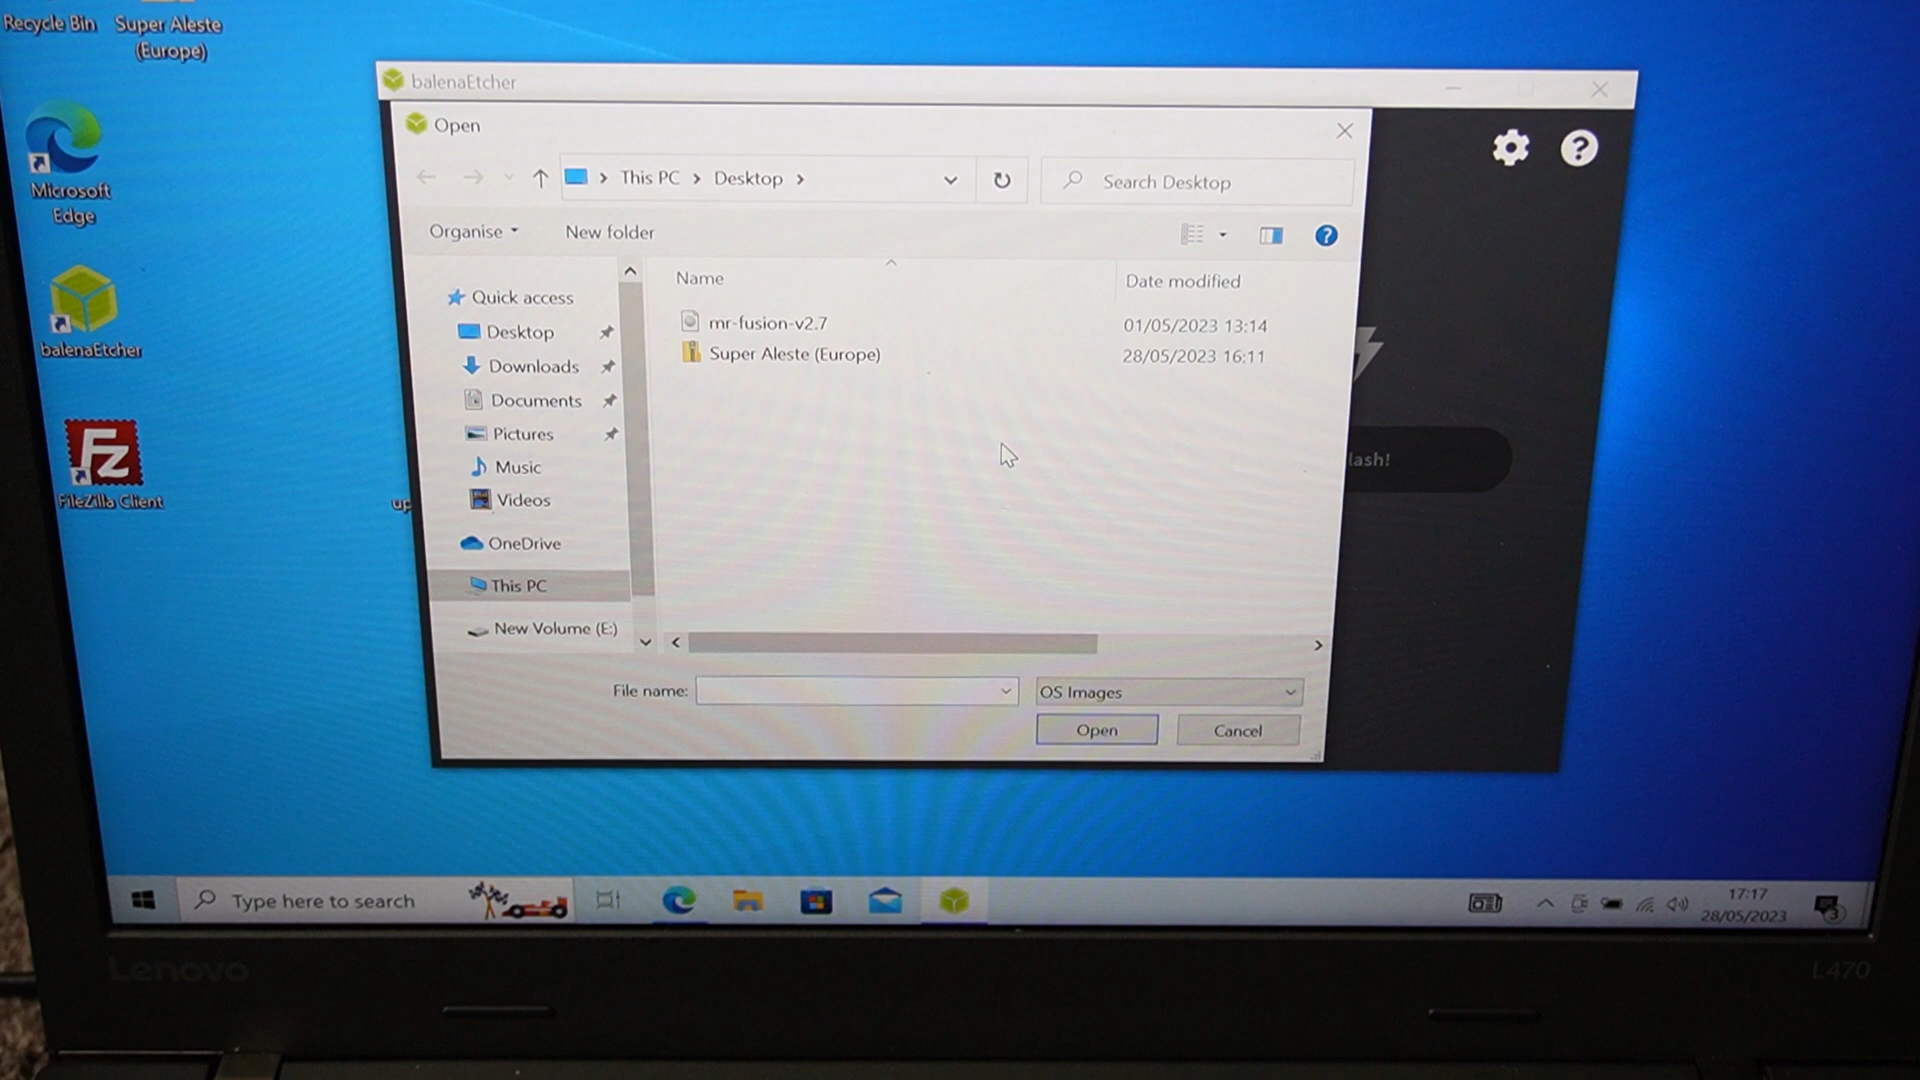 Recycle Bin
Super Aleste
(Europe)
Microsoft
Edge
balenaEtcher
FileZilla Client
up
balenaEtcher
Open
This PC
Desktop
Search Desktop
Organise
New folder
Name
Date modified
Quick access
Desktop
Downloads
Documents
Pictures
Music
Videos
OneDrive
This PC
New Volume (E:)
mr-fusion-v2.7
01/05/2023 13:14
Super Aleste (Europe)
28/05/2023 16:11
lash!
File name:
OS Images
Open
Cancel
Type here to search
17:17
28/05/2023
3
Lenovo
L470